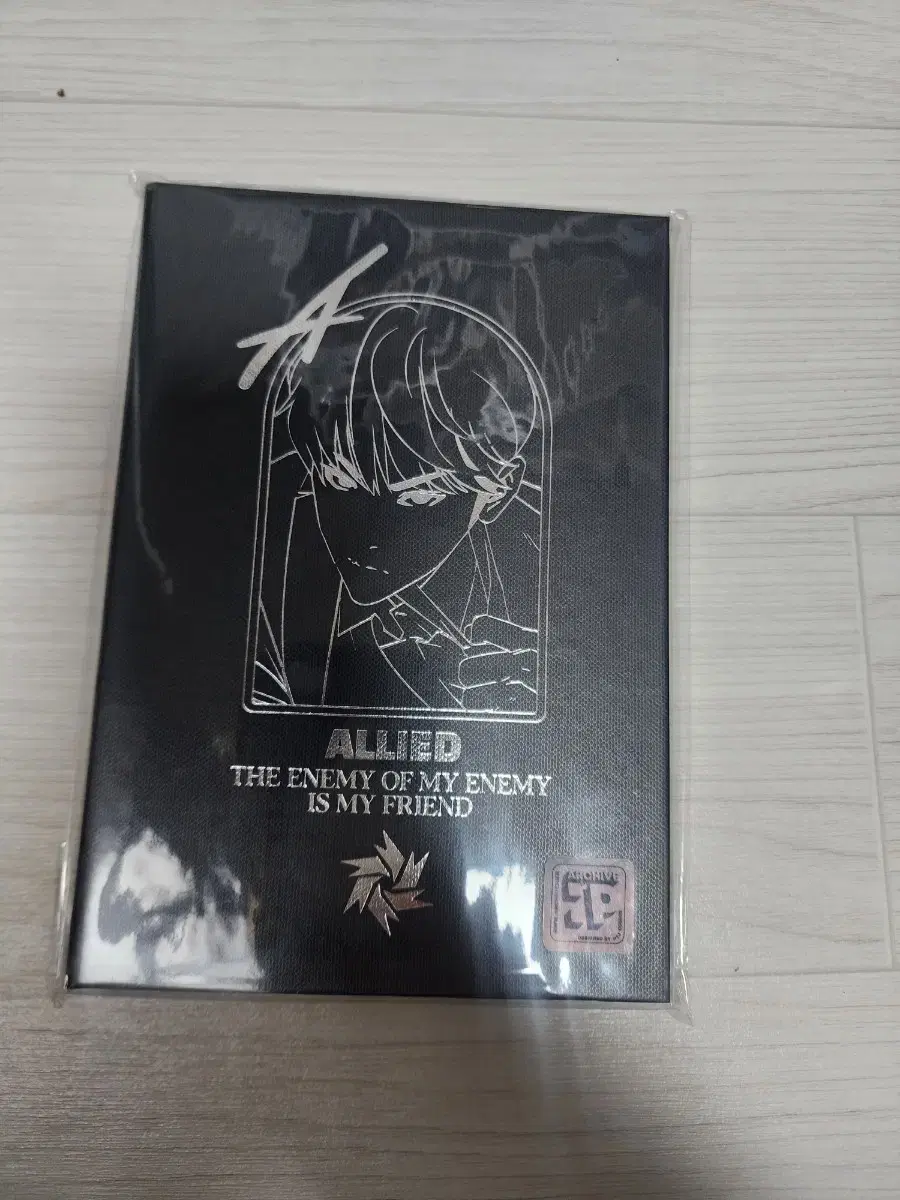 ALLIED
THE ENEMY OF MY ENEMY
IS MY FRIEND
ARCHIVE